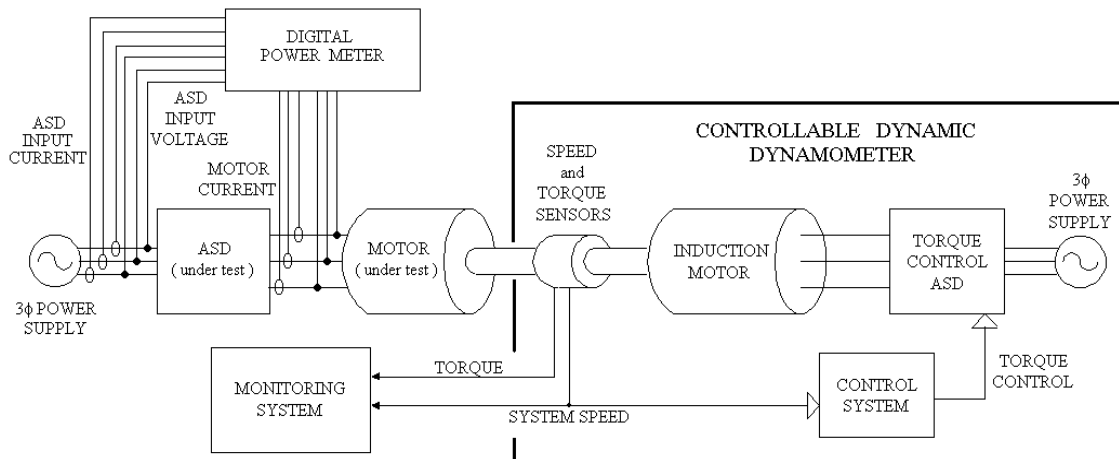 DIGITAL
POWER METER
ASD
INPUT
CURRENT
ASD
INPUT
VOLTAGE
MOTOR
CURRENT
CONTROLLABLE DYNAMIC
DYNAMOMETER
SPEED
and
TORQUE
SENSORS
3ϕ
POWER
SUPPLY
ASD
( under test )
MOTOR
(under test)
INDUCTION
MOTOR
TORQUE
CONTROL
ASD
3ϕ POWER
SUPPLY
MONITORING
SYSTEM
TORQUE
SYSTEM SPEED
CONTROL
SYSTEM
TORQUE
CONTROL